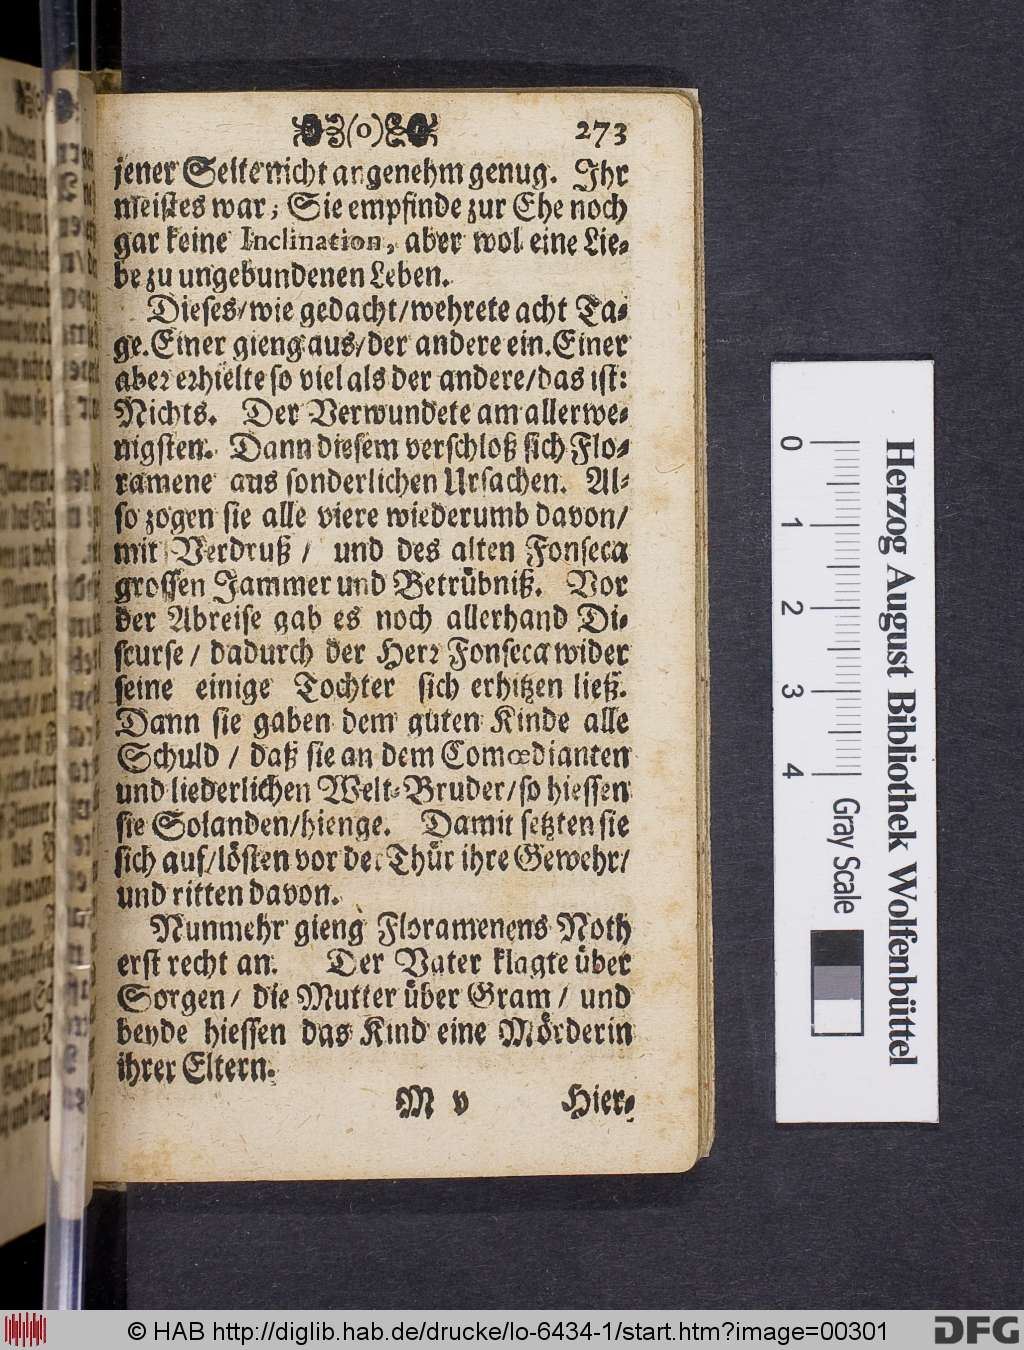 (o) 273
jener Seite nicht angenehm genug. Ihr
meistes war, Sie empfinde zur Ehe noch
gar keine Inclination, aber wol eine Lie-
be zu ungebundenen Leben.
Dieses/ wie gedacht/ wehrete acht Ta-
ge. Einer gieng aus/ der andere ein. Einer
aber erhielte so viel als der andere/ das ist:
Nichts. Der Verwundete am allerwe-
nigsten. Dann diesem verschloß sich Flo-
ramene aus sonderlichen Ursachen. Al-
so zogen sie alle viere wiederumb davon/
mit Verdruß / und des alten Fonseca
grossen Jammer und Betrübniß. Vor
der Abreise gab es noch allerhand Di-
scurse / dadurch der Herr Fonseca wider
seine einige Tochter sich erhitzen ließ.
Dann sie gaben dem guten Kinde alle
Schuld / daß sie an dem Comœdianten
und liederlichen Welt-Bruder/ so hiessen
sie Solanden/ hienge. Damit setzten sie
sich auf/ lösten vor der Thür ihre Gewehr/
und ritten davon.
Nunmehr gieng Floramenens Noth
erst recht an. Der Vater klagte über
Sorgen/ die Mutter über Gram / und
beyde hiessen das Kind eine Mörderin
ihrer Eltern.
M v Hier-
0 1 2 3 4
Gray Scale
Herzog August Bibliothek Wolfenbüttel
© HAB http://diglib.hab.de/drucke/lo-6434-1/start.htm?image=00301
DFG